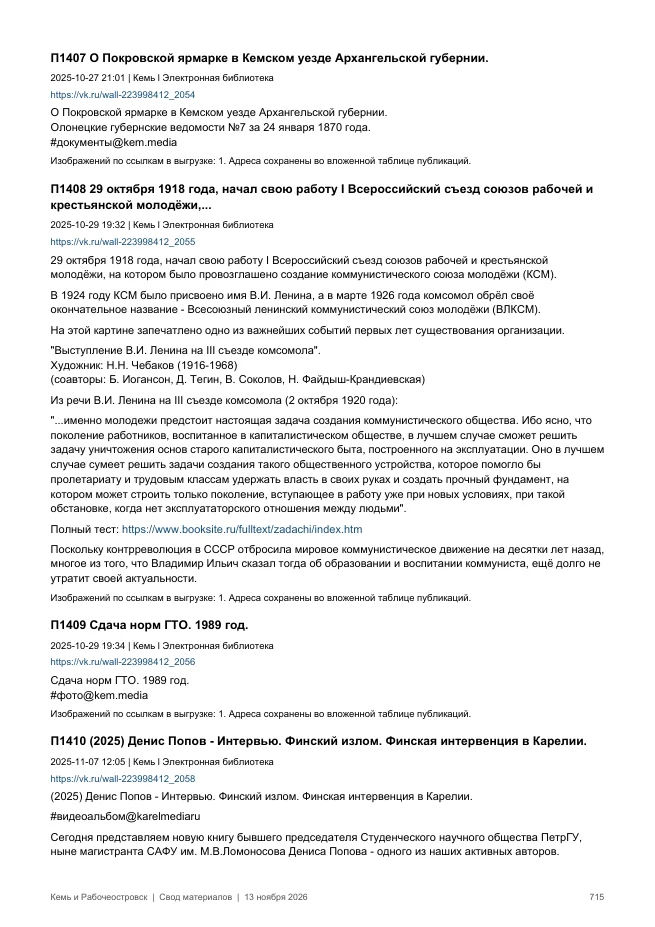 П1407 О Покровской ярмарке в Кемском уезде Архангельской губернии.
2025-10-27 21:01 | Кемь I Электронная библиотека
https://vk.ru/wall-223998412_2054
О Покровской ярмарке в Кемском уезде Архангельской губернии.
Олонецкие губернские ведомости №7 за 24 января 1870 года.
#документы@kem.media
Изображений по ссылкам в выгрузке: 1. Адреса сохранены во вложенной таблице публикаций.
П1408 29 октября 1918 года, начал свою работу I Всероссийский съезд союзов рабочей и
крестьянской молодёжи,...
2025-10-29 19:32 | Кемь I Электронная библиотека
https://vk.ru/wall-223998412_2055
29 октября 1918 года, начал свою работу I Всероссийский съезд союзов рабочей и крестьянской
молодёжи, на котором было провозглашено создание коммунистического союза молодёжи (КСМ).
В 1924 году КСМ было присвоено имя В.И. Ленина, а в марте 1926 года комсомол обрёл своё
окончательное название - Всесоюзный ленинский коммунистический союз молодёжи (ВЛКСМ).
На этой картине запечатлено одно из важнейших событий первых лет существования организации.
"Выступление В.И. Ленина на III съезде комсомола".
Художник: Н.Н. Чебаков (1916-1968)
(соавторы: Б. Иогансон, Д. Тегин, В. Соколов, Н. Файдыш-Крандиевская)
Из речи В.И. Ленина на III съезде комсомола (2 октября 1920 года):
"...именно молодежи предстоит настоящая задача создания коммунистического общества. Ибо ясно, что
поколение работников, воспитанное в капиталистическом обществе, в лучшем случае сможет решить
задачу уничтожения основ старого капиталистического быта, построенного на эксплуатации. Оно в лучшем
случае сумеет решить задачи создания такого общественного устройства, которое помогло бы
пролетариату и трудовым классам удержать власть в своих руках и создать прочный фундамент, на
котором может строить только поколение, вступающее в работу уже при новых условиях, при такой
обстановке, когда нет эксплуататорского отношения между людьми".
Полный тест: https://www.booksite.ru/fulltext/zadachi/index.htm
Поскольку контрреволюция в СССР отбросила мировое коммунистическое движение на десятки лет назад,
многое из того, что Владимир Ильич сказал тогда об образовании и воспитании коммуниста, ещё долго не
утратит своей актуальности.
Изображений по ссылкам в выгрузке: 1. Адреса сохранены во вложенной таблице публикаций.
П1409 Сдача норм ГТО. 1989 год.
2025-10-29 19:34 | Кемь I Электронная библиотека
https://vk.ru/wall-223998412_2056
Сдача норм ГТО. 1989 год.
#фото@kem.media
Изображений по ссылкам в выгрузке: 1. Адреса сохранены во вложенной таблице публикаций.
П1410 (2025) Денис Попов - Интервью. Финский излом. Финская интервенция в Карелии.
2025-11-07 12:05 | Кемь I Электронная библиотека
https://vk.ru/wall-223998412_2058
(2025) Денис Попов - Интервью. Финский излом. Финская интервенция в Карелии.
#видеоальбом@karelmediaru
Сегодня представляем новую книгу бывшего председателя Студенческого научного общества ПетрГУ,
ныне магистранта САФУ им. М.В.Ломоносова Дениса Попова - одного из наших активных авторов.
Кемь и Рабочеостровск | Свод материалов | 13 ноября 2026
715